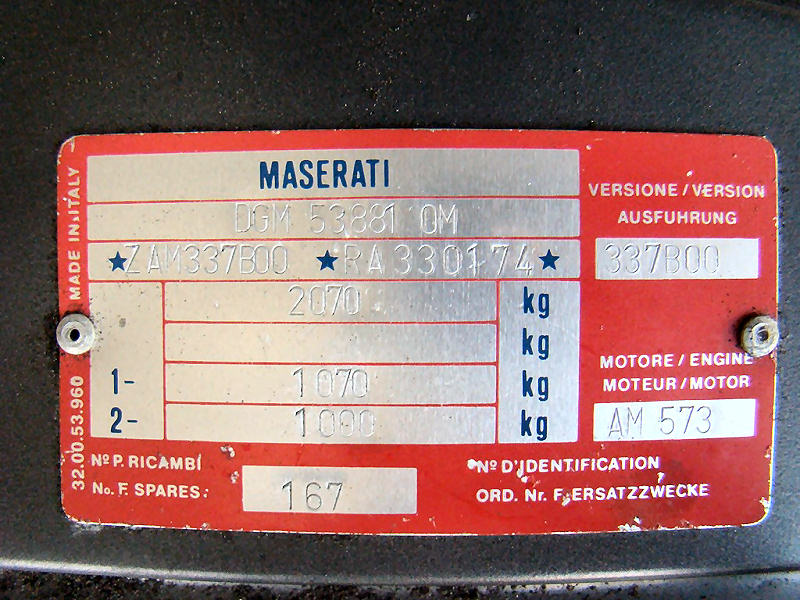 MASERATI
DGM 53881 OM
★ZAM337B00 ★RA330174★
2070 kg
kg
1- 1070 kg
2- 1000 kg
Nº P. RICAMBI
No. F. SPARES:
167
VERSIONE / VERSION
AUSFUHRUNG
337B00
MOTORE / ENGINE
MOTEUR / MOTOR
AM 573
Nº D'IDENTIFICATION
ORD. Nr. F. ERSATZZWECKE
MADE IN ITALY
32.00.53.960